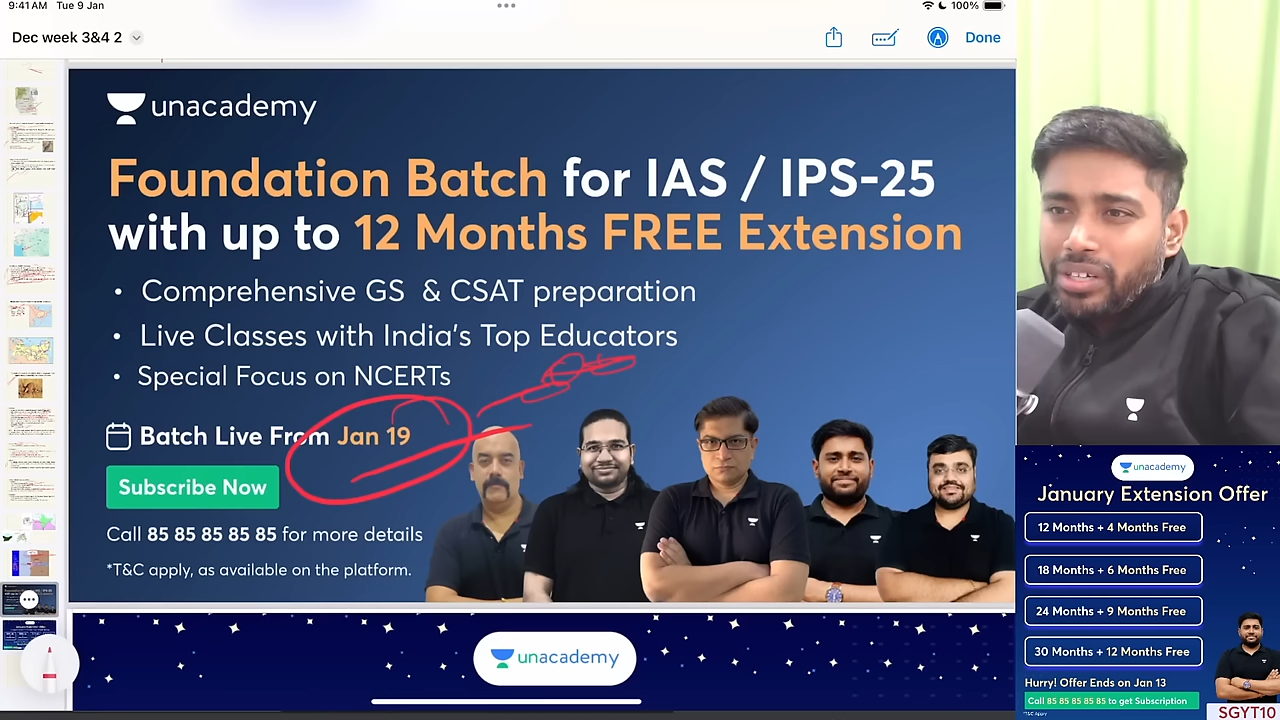 9:41 AM Tue 9 Jan
100%
Dec week 3&4 2
Done
unacademy
Foundation Batch for IAS / IPS-25
with up to 12 Months FREE Extension
• Comprehensive GS & CSAT preparation
• Live Classes with India's Top Educators
• Special Focus on NCERTs
Batch Live From Jan 19
Subscribe Now
Call 85 85 85 85 85 for more details
*T&C apply, as available on the platform.
unacademy
unacademy
January Extension Offer
12 Months + 4 Months Free
18 Months + 6 Months Free
24 Months + 9 Months Free
30 Months + 12 Months Free
Hurry! Offer Ends on Jan 13
Call 85 85 85 85 85 to get Subscription
*T&C Apply
SGYT10